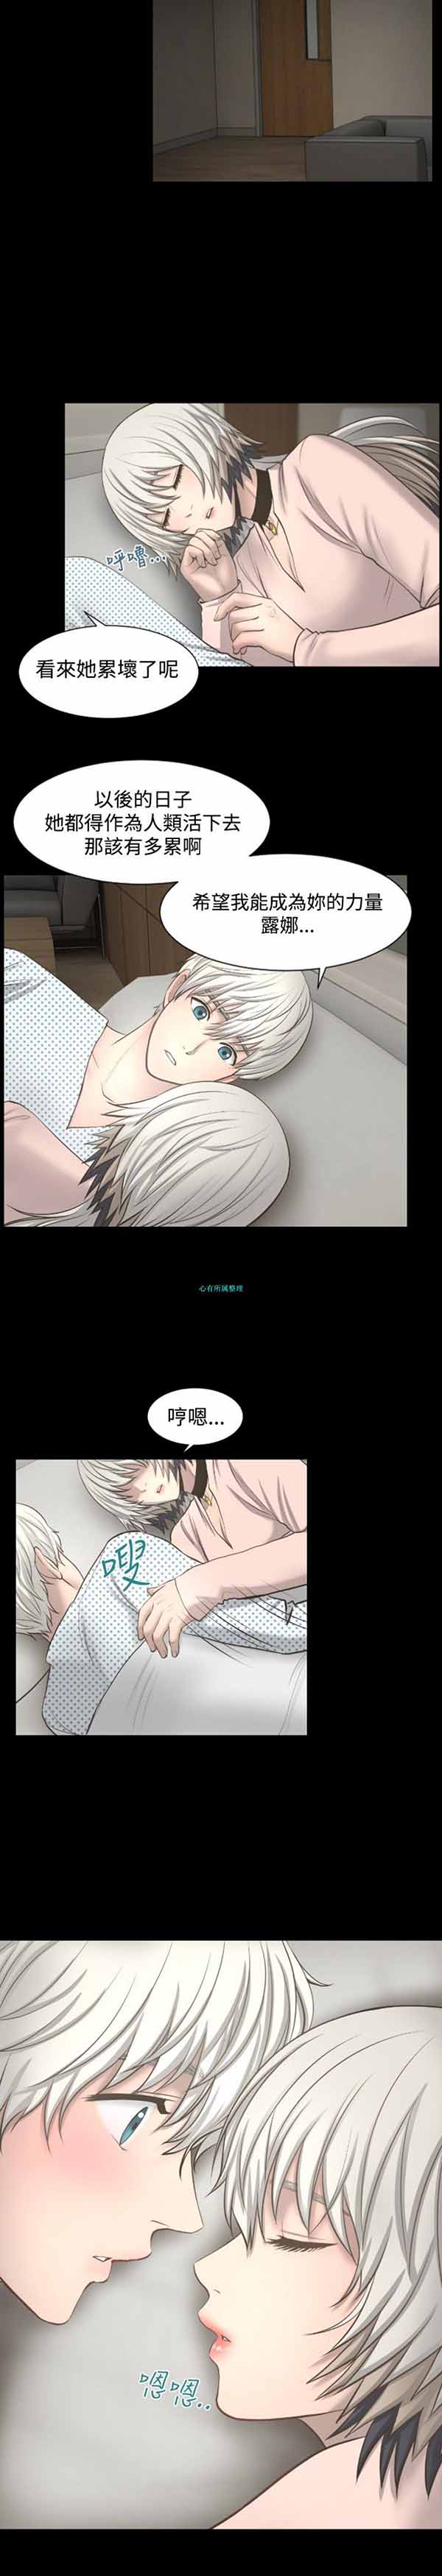 呼嚕...
看來她累壞了呢
以後的日子
她都得作為人類活下去
那該有多累啊
希望我能成為妳的力量
露娜...
心有所属整理
哼嗯...
嗖
嗯嗯..